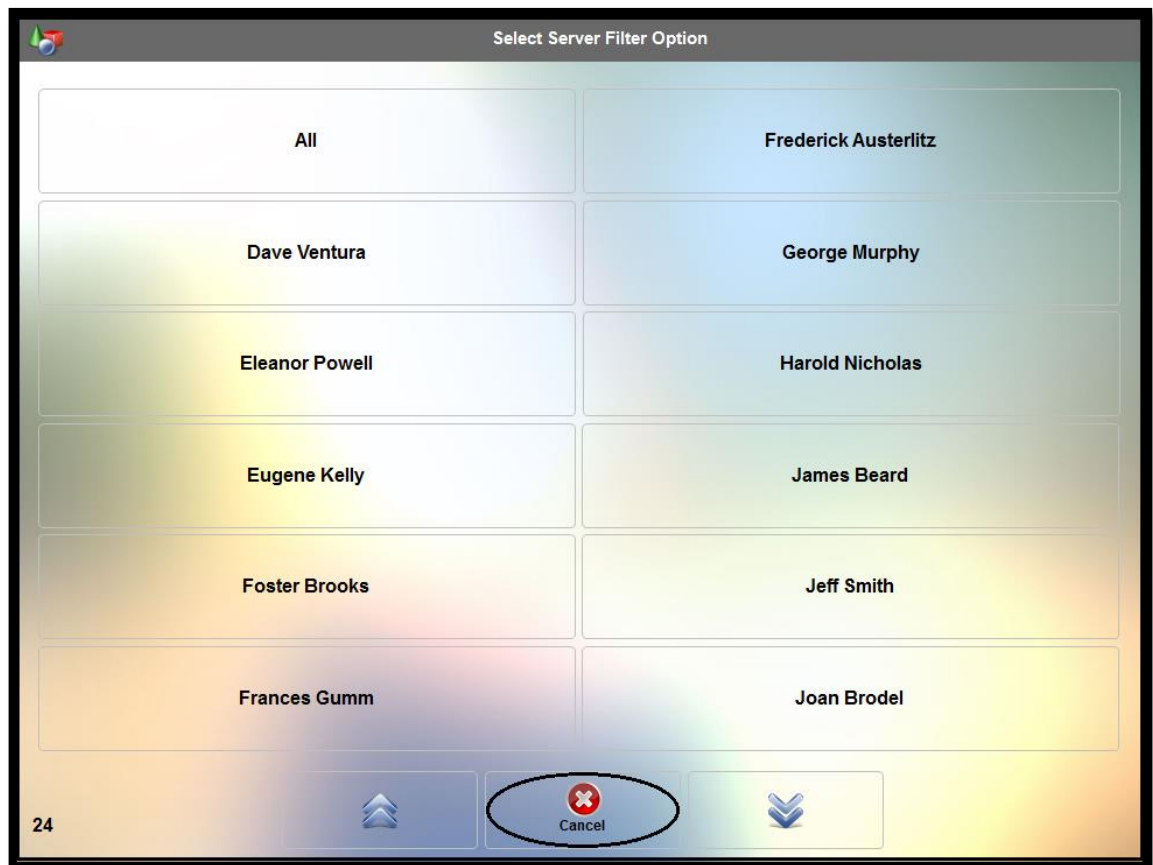 Select Server Filter Option
All
Frederick Austerlitz
Dave Ventura
George Murphy
Eleanor Powell
Harold Nicholas
Eugene Kelly
James Beard
Foster Brooks
Jeff Smith
Frances Gumm
Joan Brodel
24
Cancel